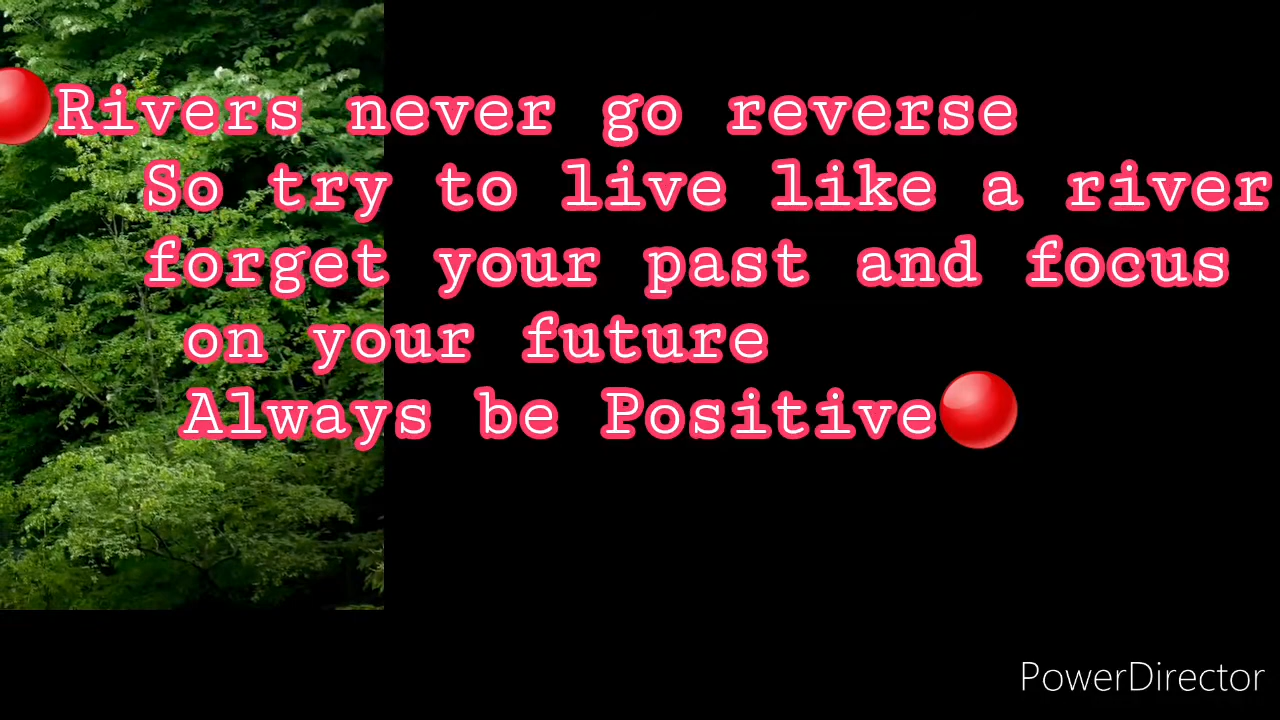 🔴Rivers never go reverse
So try to live like a river
forget your past and focus
on your future
Always be Positive🔴
PowerDirector